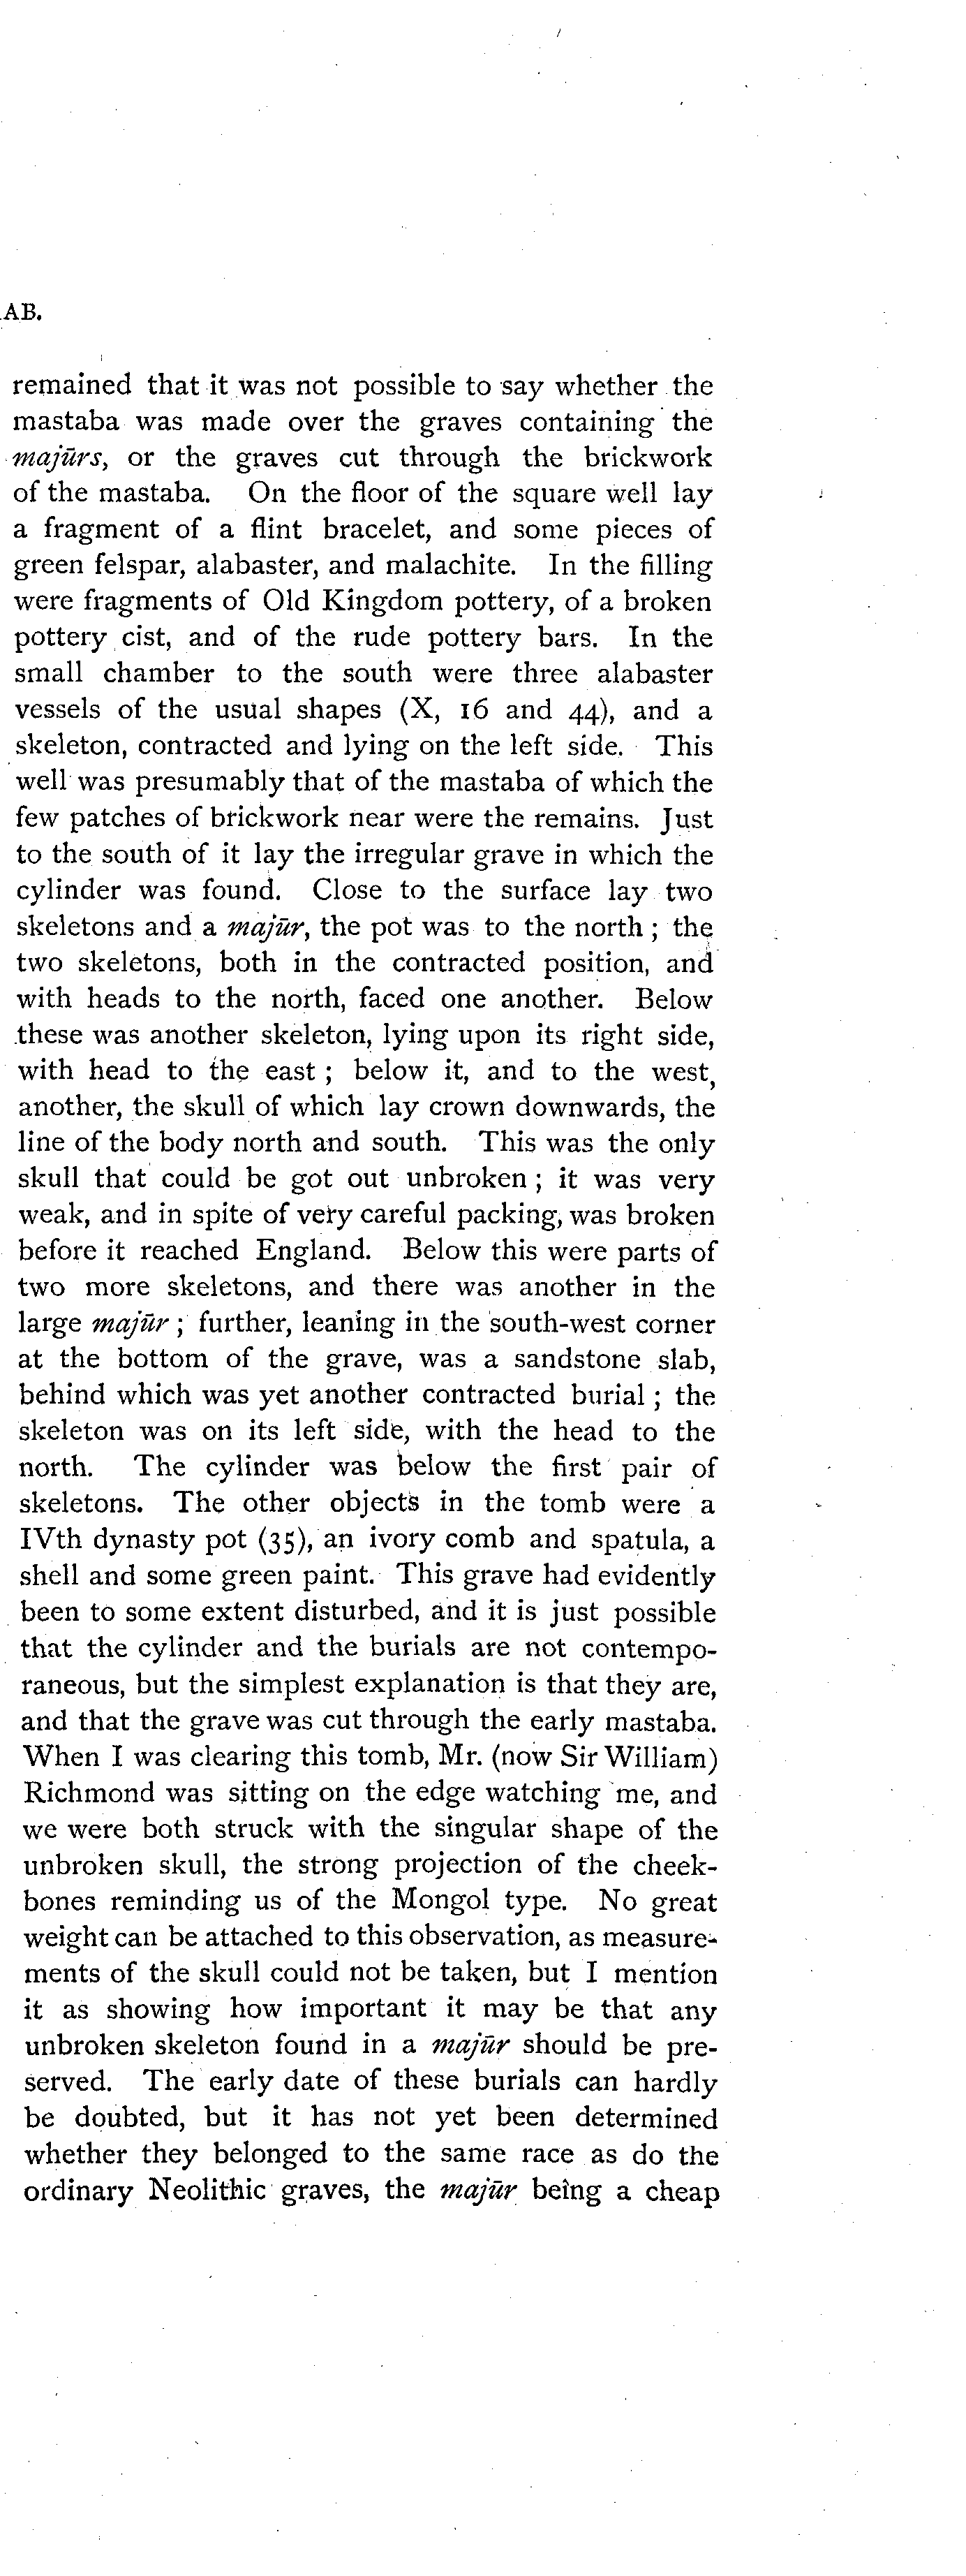 AB.
remained that it was not possible to say whether the
mastaba was made over the graves containing the
majūrs, or the graves cut through the brickwork
of the mastaba. On the floor of the square well lay
a fragment of a flint bracelet, and some pieces of
green felspar, alabaster, and malachite. In the filling
were fragments of Old Kingdom pottery, of a broken
pottery cist, and of the rude pottery bars. In the
small chamber to the south were three alabaster
vessels of the usual shapes (X, 16 and 44), and a
skeleton, contracted and lying on the left side. This
well was presumably that of the mastaba of which the
few patches of brickwork near were the remains. Just
to the south of it lay the irregular grave in which the
cylinder was found. Close to the surface lay two
skeletons and a majūr, the pot was to the north ; the
two skeletons, both in the contracted position, and
with heads to the north, faced one another. Below
these was another skeleton, lying upon its right side,
with head to the east ; below it, and to the west,
another, the skull of which lay crown downwards, the
line of the body north and south. This was the only
skull that could be got out unbroken ; it was very
weak, and in spite of very careful packing, was broken
before it reached England. Below this were parts of
two more skeletons, and there was another in the
large majūr ; further, leaning in the south-west corner
at the bottom of the grave, was a sandstone slab,
behind which was yet another contracted burial ; the
skeleton was on its left side, with the head to the
north. The cylinder was below the first pair of
skeletons. The other objects in the tomb were a
IVth dynasty pot (35), an ivory comb and spatula, a
shell and some green paint. This grave had evidently
been to some extent disturbed, and it is just possible
that the cylinder and the burials are not contempo-
raneous, but the simplest explanation is that they are,
and that the grave was cut through the early mastaba.
When I was clearing this tomb, Mr. (now Sir William)
Richmond was sitting on the edge watching me, and
we were both struck with the singular shape of the
unbroken skull, the strong projection of the cheek-
bones reminding us of the Mongol type. No great
weight can be attached to this observation, as measure-
ments of the skull could not be taken, but I mention
it as showing how important it may be that any
unbroken skeleton found in a majūr should be pre-
served. The early date of these burials can hardly
be doubted, but it has not yet been determined
whether they belonged to the same race as do the
ordinary Neolithic graves, the majūr being a cheap